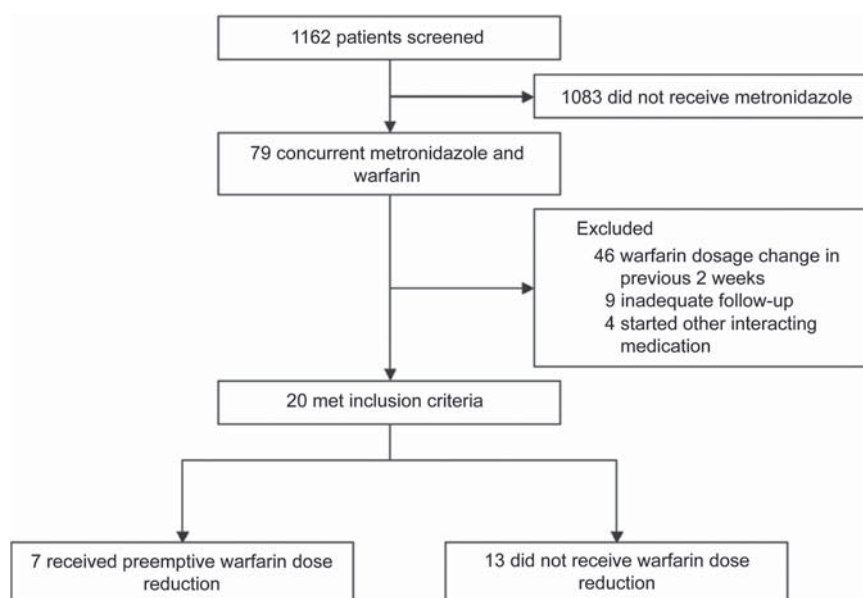 1162 patients screened
1083 did not receive metronidazole
79 concurrent metronidazole and
warfarin
Excluded
46 warfarin dosage change in
previous 2 weeks
9 inadequate follow-up
4 started other interacting
medication
20 met inclusion criteria
7 received preemptive warfarin dose
reduction
13 did not receive warfarin dose
reduction